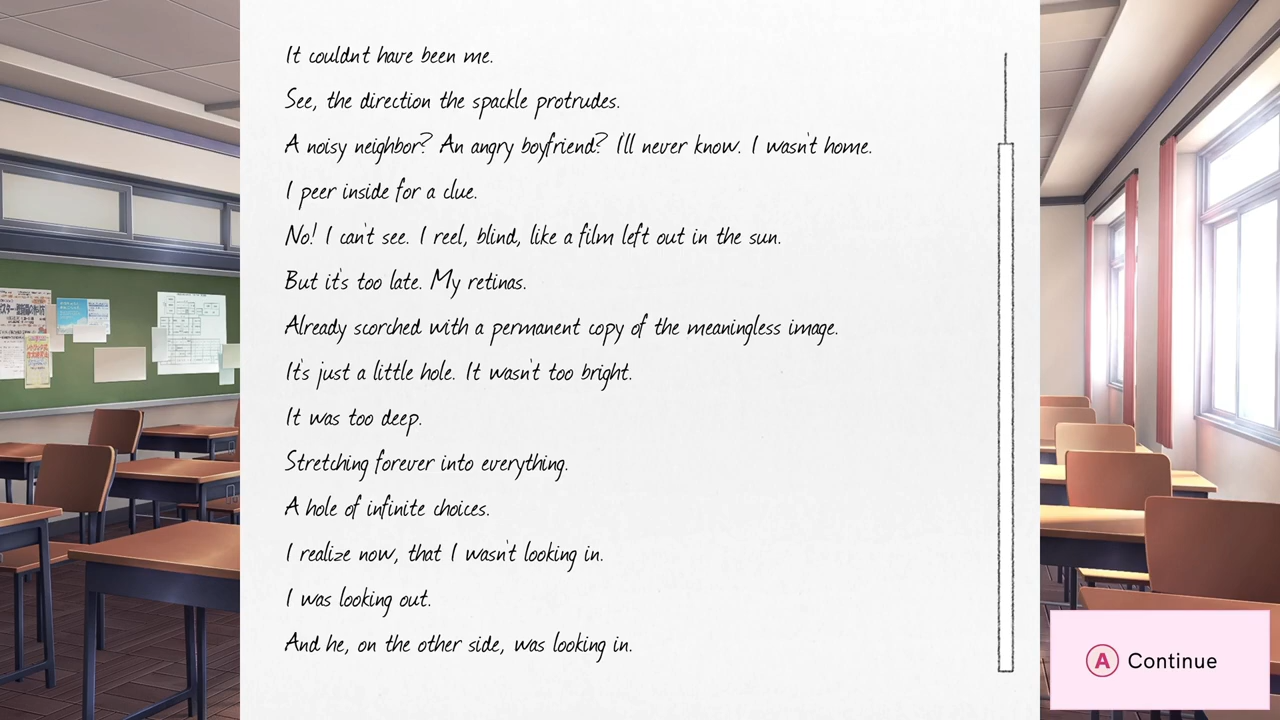 It couldn't have been me.
See, the direction the spackle protrudes.
A noisy neighbor? An angry boyfriend? I'll never know. I wasn't home.
I peer inside for a clue.
No! I can't see. I reel, blind, like a film left out in the sun.
But it's too late. My retinas.
Already scorched with a permanent copy of the meaningless image.
It's just a little hole. It wasn't too bright.
It was too deep.
Stretching forever into everything.
A hole of infinite choices.
I realize now, that I wasn't looking in.
I was looking out.
And he, on the other side, was looking in.
A Continue